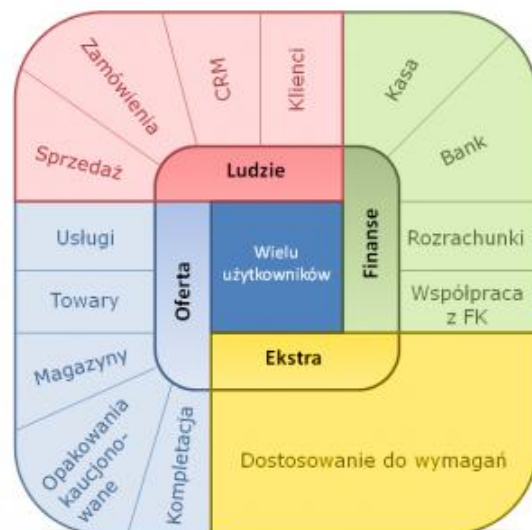 Zamówienia
CRM
Klienci
Kasa
Sprzedaż
Ludzie
Bank
Usługi
Oferta
Wielu
użytkowników
Finanse
Rozrachunki
Towary
Współpraca
z FK
Magazyny
Ekstra
Opakowania
kaucjono-
wane
Kompletacja
Dostosowanie do wymagań